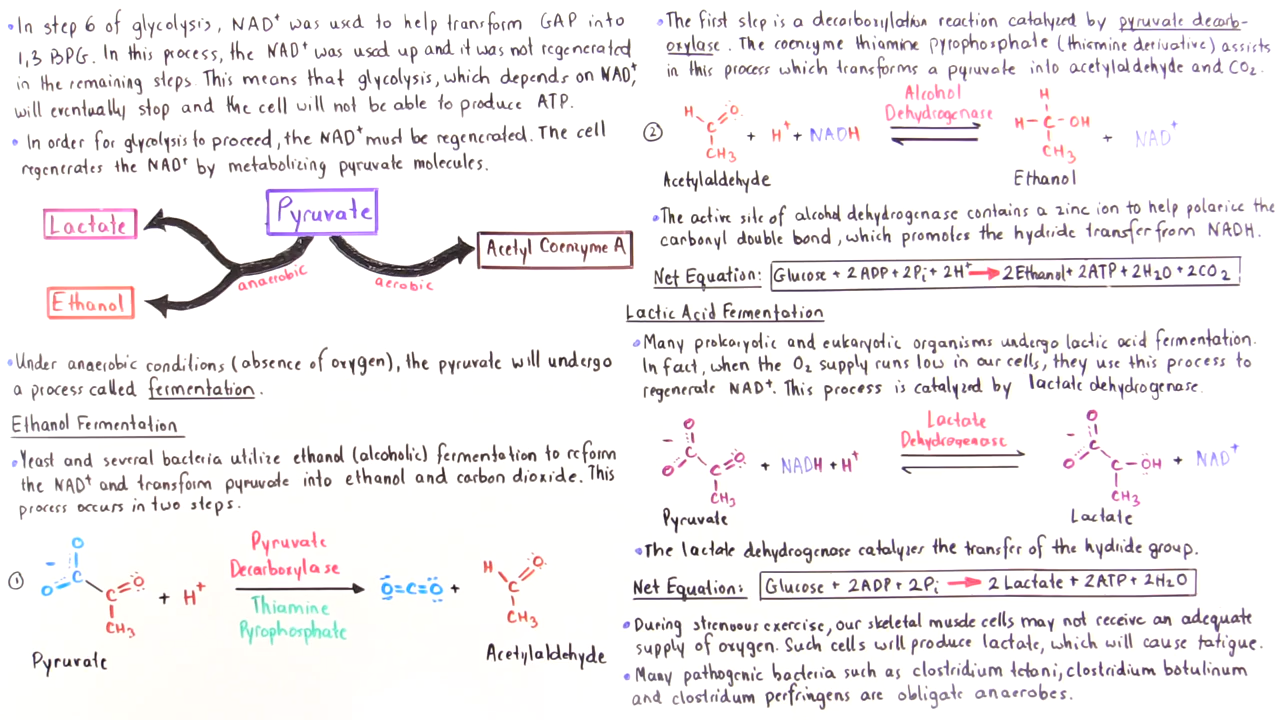 • In step 6 of glycolysis, NAD⁺ was used to help transform GAP into
1,3 BPG. In this process, the NAD⁺ was used up and it was not regenerated
in the remaining steps. This means that glycolysis, which depends on NAD⁺,
will eventually stop and the cell will not be able to produce ATP.
• In order for glycolysis to proceed, the NAD⁺ must be regenerated. The cell
regenerates the NAD⁺ by metabolizing pyruvate molecules.
Pyruvate
Lactate
Acetyl Coenzyme A
anaerobic
aerobic
Ethanol
• Under anaerobic conditions (absence of oxygen), the pyruvate will undergo
a process called fermentation.
Ethanol Fermentation
• Yeast and several bacteria utilize ethanol (alcoholic) fermentation to reform
the NAD⁺ and transform pyruvate into ethanol and carbon dioxide. This
process occurs in two steps.
①
O
O C
C O
CH₃
+ H⁺
Pyruvate
Decarboxylase
Thiamine
Pyrophosphate
O=C=O +
H O
C
CH₃
Pyruvate
Acetylaldehyde
• The first step is a decarboxylation reaction catalyzed by pyruvate decarb-
oxylase. The coenzyme thiamine pyrophosphate (thiamine derivative) assists
in this process which transforms a pyruvate into acetylaldehyde and CO₂.
②
H O
C
CH₃
+ H⁺ + NADH
Alcohol
Dehydrogenase
H
H-C-OH
CH₃
+ NAD⁺
Acetylaldehyde
Ethanol
• The active site of alcohol dehydrogenase contains a zinc ion to help polarize the
carbonyl double bond, which promotes the hydride transfer from NADH.
Net Equation: Glucose + 2ADP + 2Pi + 2H⁺ → 2Ethanol + 2ATP + 2H₂O + 2CO₂
Lactic Acid Fermentation
• Many prokaryotic and eukaryotic organisms undergo lactic acid fermentation.
In fact, when the O₂ supply runs low in our cells, they use this process to
regenerate NAD⁺. This process is catalyzed by lactate dehydrogenase.
O
O C
C O
CH₃
+ NADH + H⁺
Lactate
Dehydrogenase
O
O C
C-OH
CH₃
+ NAD⁺
Pyruvate
Lactate
• The lactate dehydrogenase catalyzes the transfer of the hydride group.
Net Equation: Glucose + 2ADP + 2Pi → 2 Lactate + 2ATP + 2H₂O
• During strenuous exercise, our skeletal muscle cells may not receive an adequate
supply of oxygen. Such cells will produce lactate, which will cause fatigue.
• Many pathogenic bacteria such as clostridium tetani, clostridium botulinum
and clostridum perfringens are obligate anaerobes.